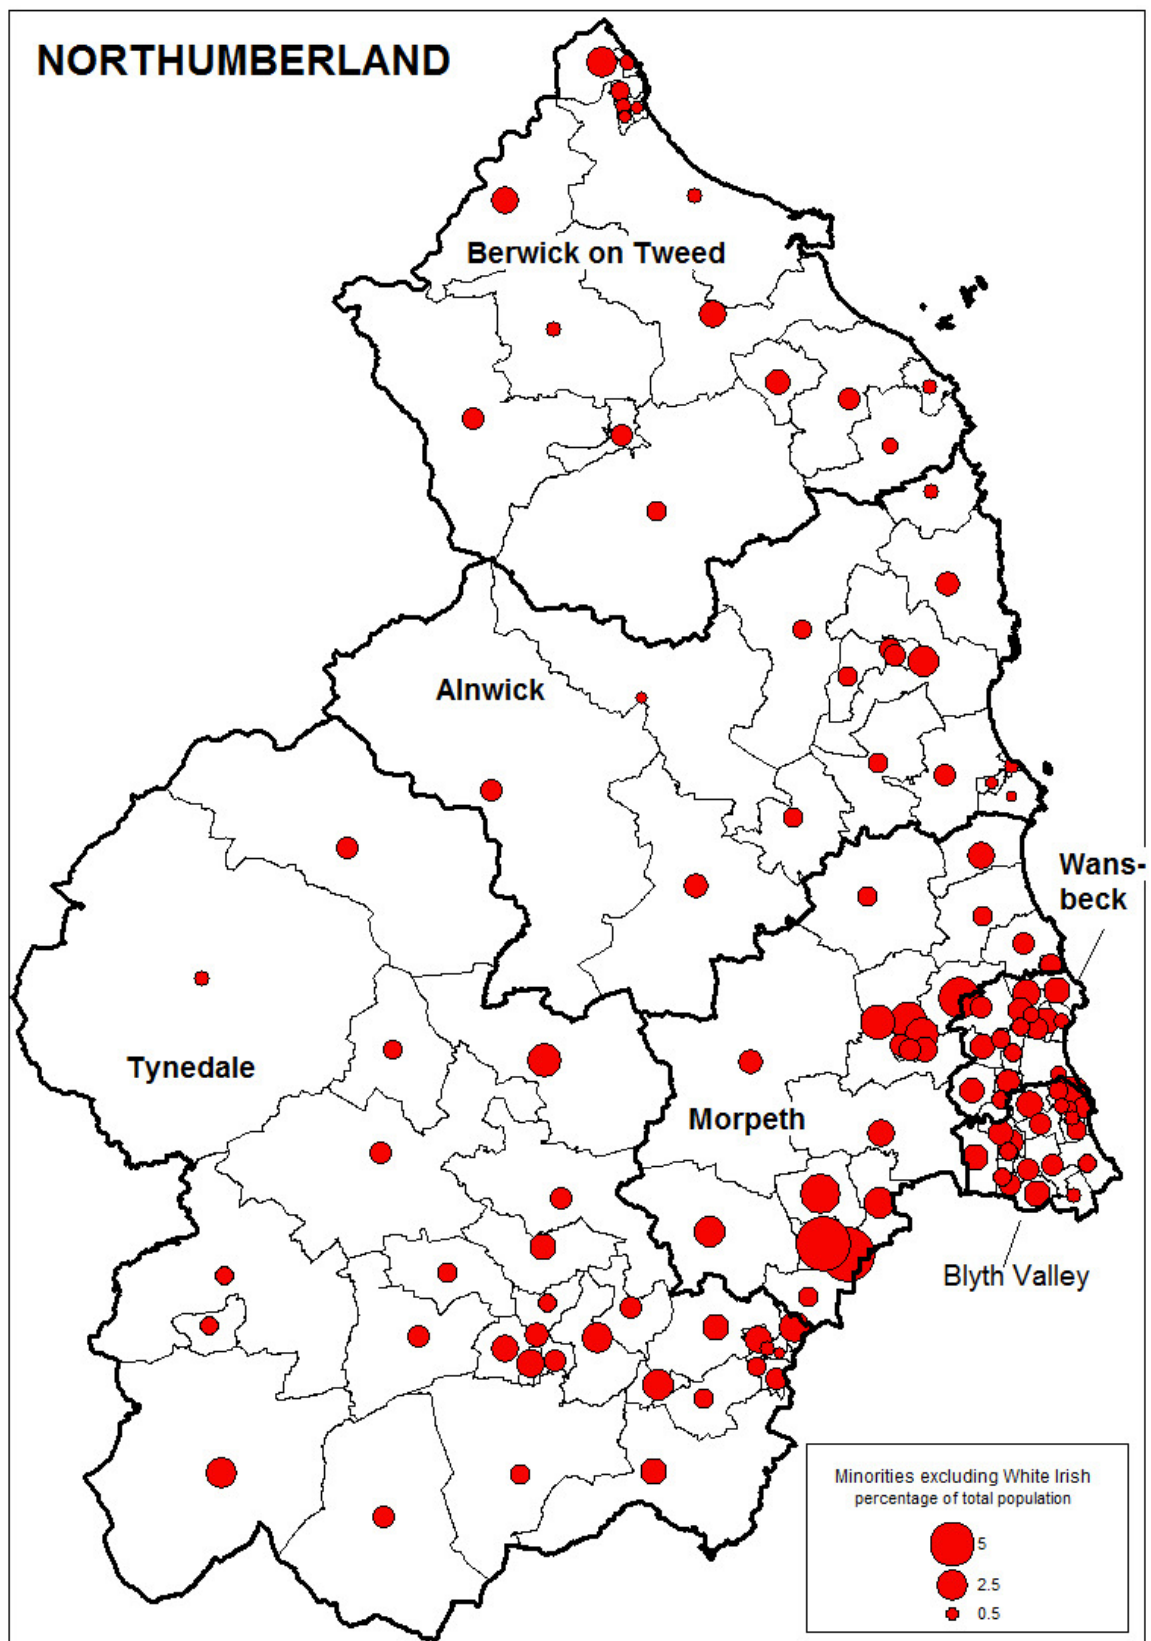 NORTHUMBERLAND
Berwick on Tweed
Alnwick
Wans-
beck
Tynedale
Morpeth
Blyth Valley
Minorities excluding White Irish
percentage of total population
5
2.5
0.5